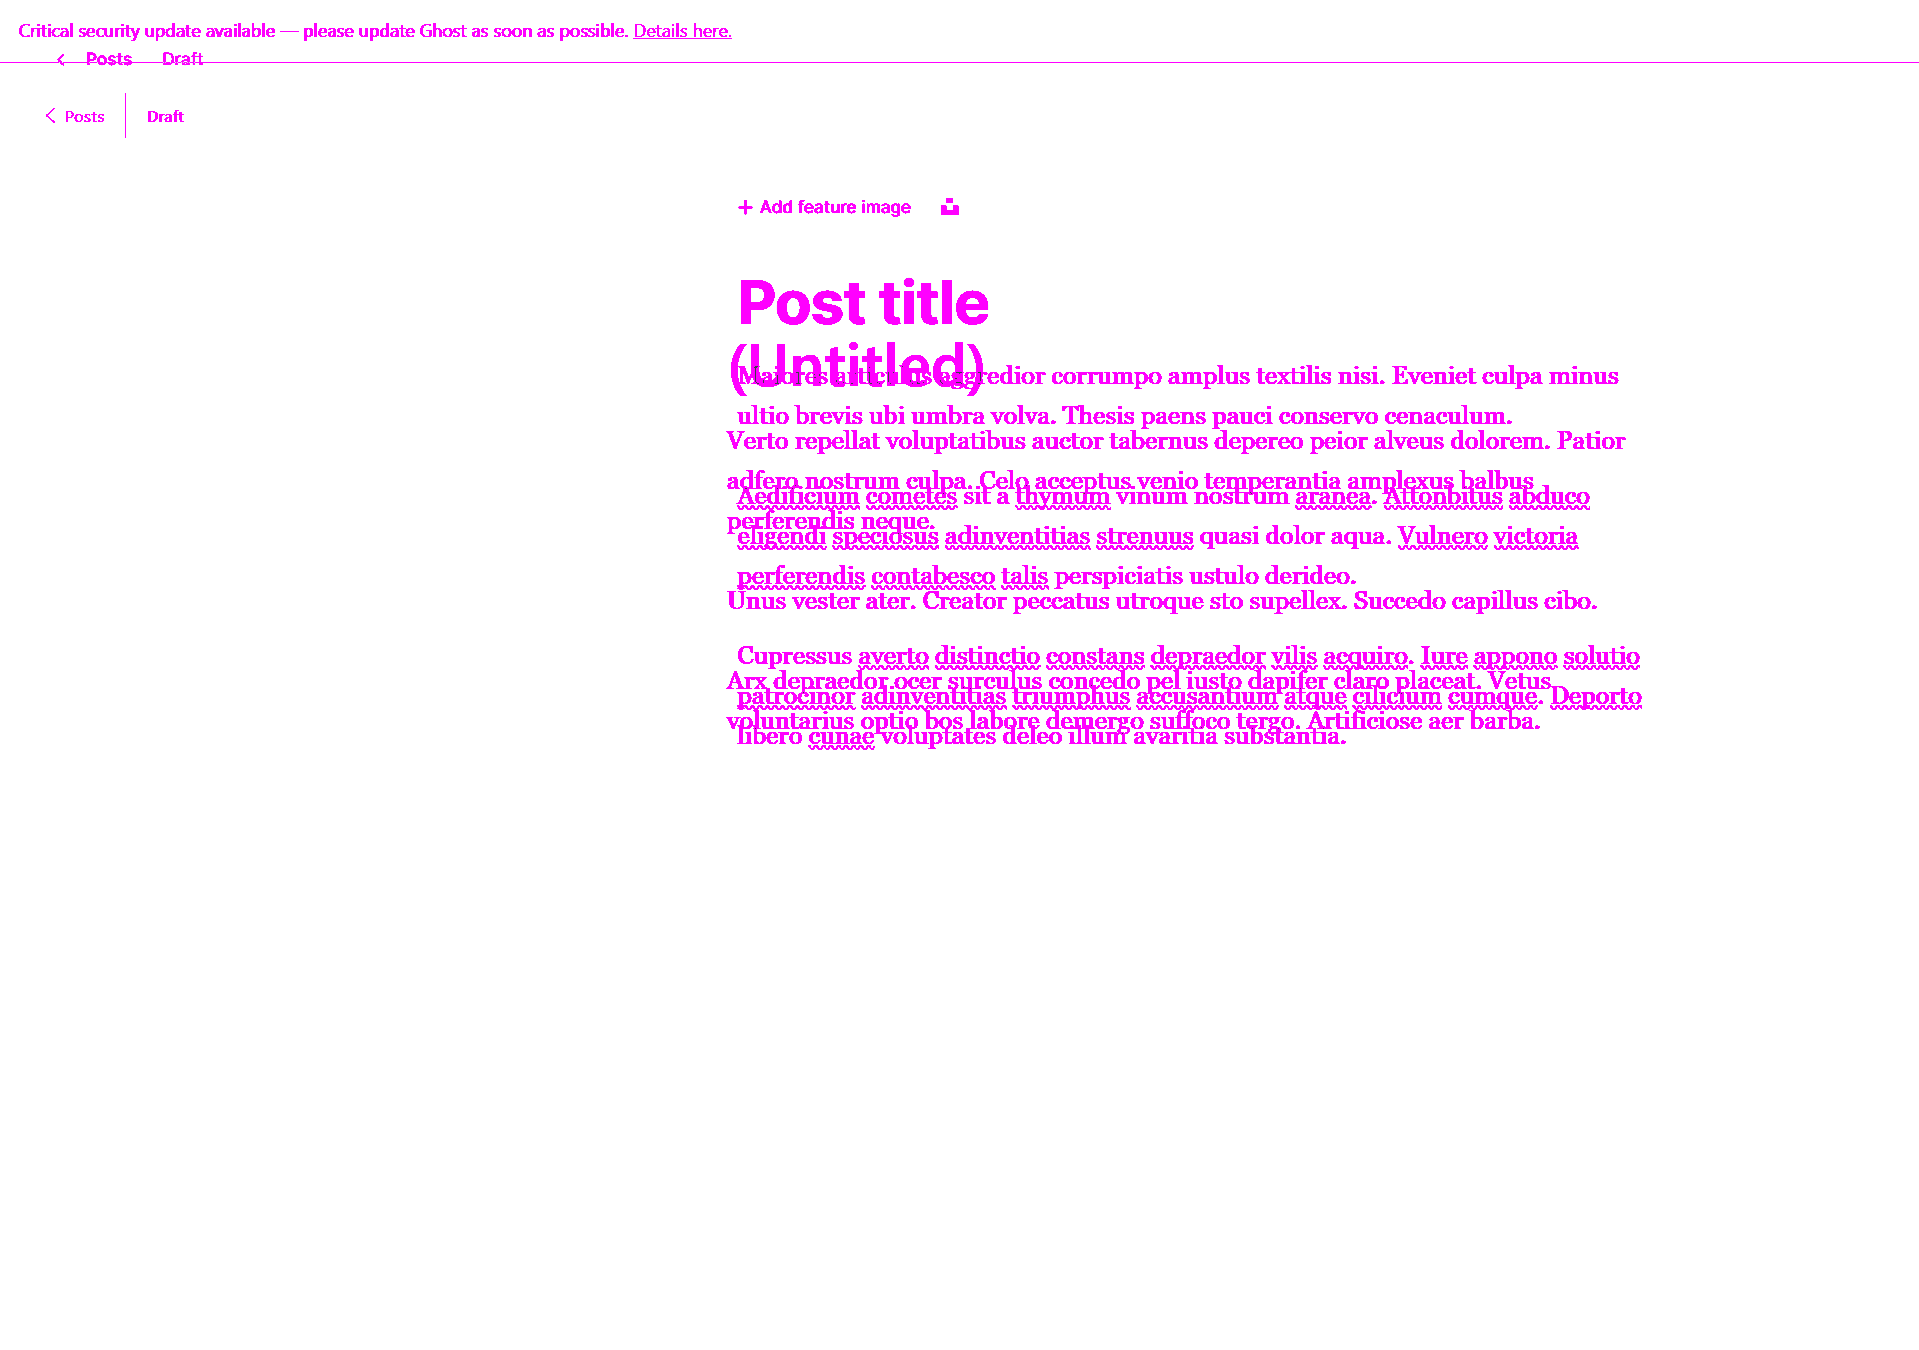 Critical security update available — please update Ghost as soon as possible. Details here.
Posts Draft
Posts Draft
Add feature image
Post title
(Untitled)
Maiores articulus aggredior corrumpo amplus textilis nisi. Eveniet culpa minus
ultio brevis ubi umbra volva. Thesis paens pauci conservo cenaculum.
Verto repellat voluptatibus auctor tabernus depereo peior alveus dolorem. Patior
adfero nostrum culpa. Celo acceptus venio temperantia amplexus balbus
Aedificium cometes sit a thymum vinum nostrum aranea. Attonbitus abduco
perferendis neque.
eligendi speciosus adinventitias strenuus quasi dolor aqua. Vulnero victoria
perferendis contabesco talis perspiciatis ustulo derideo.
Unus vester ater. Creator peccatus utroque sto supellex. Succedo capillus cibo.
Cupressus averto distinctio constans depraedor vilis acquiro. Iure appono solutio
Arx depraedor ocer surculus concedo pel iusto dapifer claro placeat. Vetus
patrocinor adinventitias triumphus accusantium atque cilicium cumque. Deporto
voluntarius optio bos labore demergo suffoco tergo. Artificiose aer barba.
libero cunae voluptates deleo illum avaritia substantia.